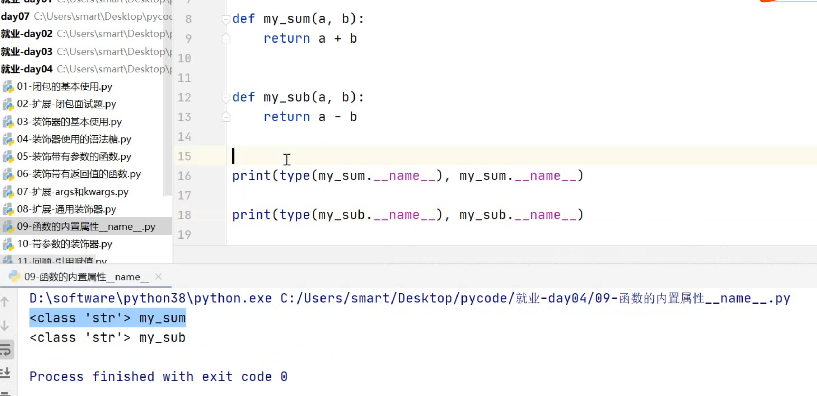 day07 C:\Users\smart\Desktop\pycode
就业-day02 C:\Users\smart\Desktop\
就业-day03 C:\Users\smart\Desktop\
就业-day04 C:\Users\smart\Desktop\
01-闭包的基本使用.py
02-扩展-闭包面试题.py
03-装饰器的基本使用.py
04-装饰器使用的语法糖.py
05-装饰带有参数的函数.py
06-装饰带有返回值的函数.py
07-扩展-args和kwargs.py
08-扩展-通用装饰器.py
09-函数的内置属性__name__.py
10-带参数的装饰器.py
11-回顾-引用赋值.py
8 def my_sum(a, b):
9 return a + b
10
11
12 def my_sub(a, b):
13 return a - b
14
15
16 print(type(my_sum.__name__), my_sum.__name__)
17
18 print(type(my_sub.__name__), my_sub.__name__)
19
09-函数的内置属性__name__
D:\software\python38\python.exe C:/Users/smart/Desktop/pycode/就业-day04/09-函数的内置属性__name__.py
<class 'str'> my_sum
<class 'str'> my_sub
Process finished with exit code 0